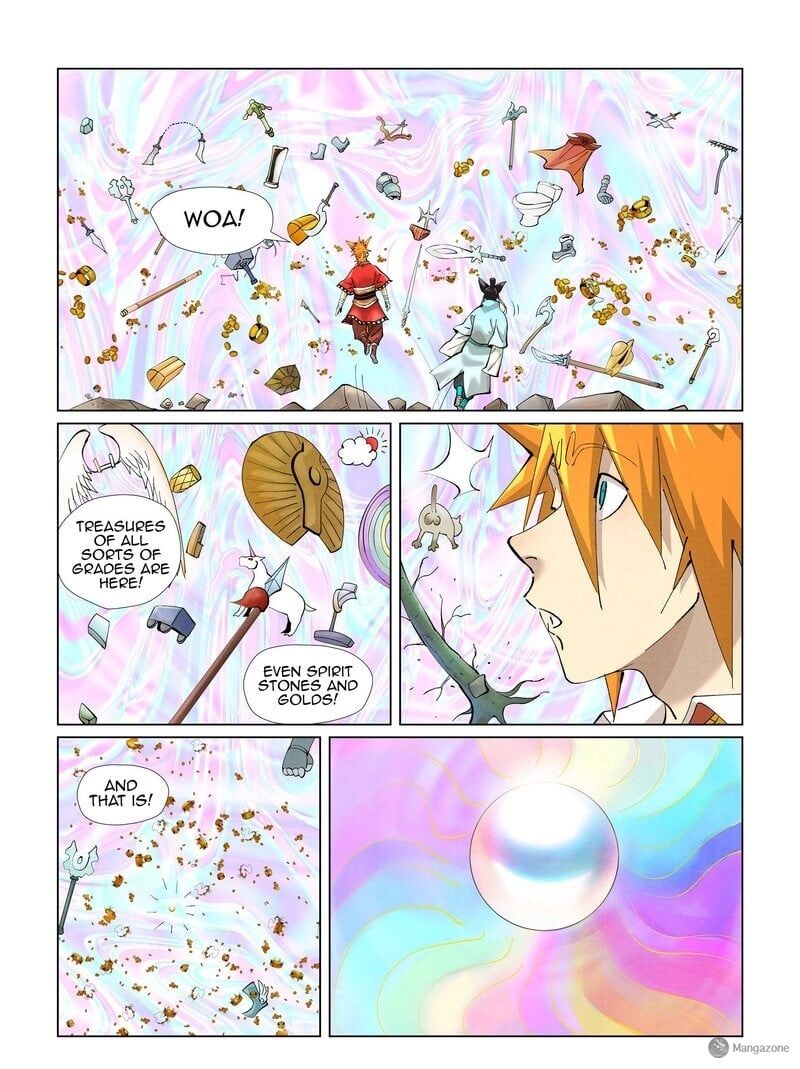 WOA!
TREASURES
OF ALL
SORTS OF
GRADES ARE
HERE!
EVEN SPIRIT
STONES AND
GOLDS!
AND
THAT IS!
Mangazone